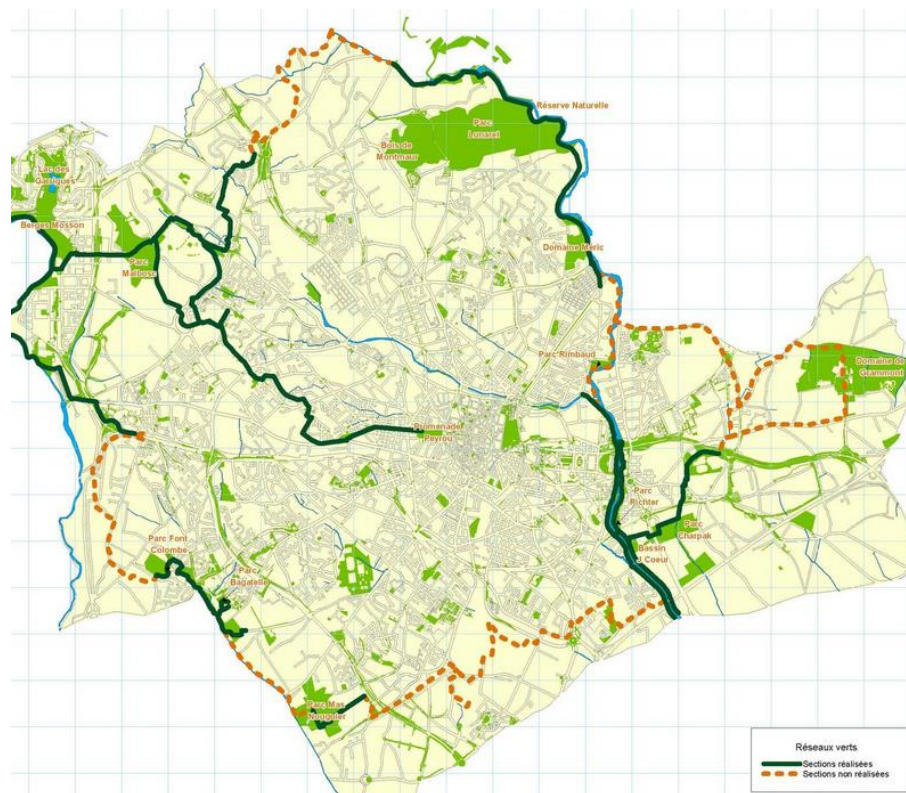 Réserve Naturelle
Parc
Lunaret
Bois de
Montmaur
Lac des
Garrigues
Berges Mosson
Parc
Malbosc
Domaine Méric
Parc Rimbaud
Domaine de
Grammont
Promenade
Peyrou
Parc
Richter
Parc
Charpak
Bassin
J Coeur
Parc Font
Colombe
Parc
Bagatelle
Parc Mas
Nouguier
Réseaux verts
Sections réalisées
Sections non réalisées